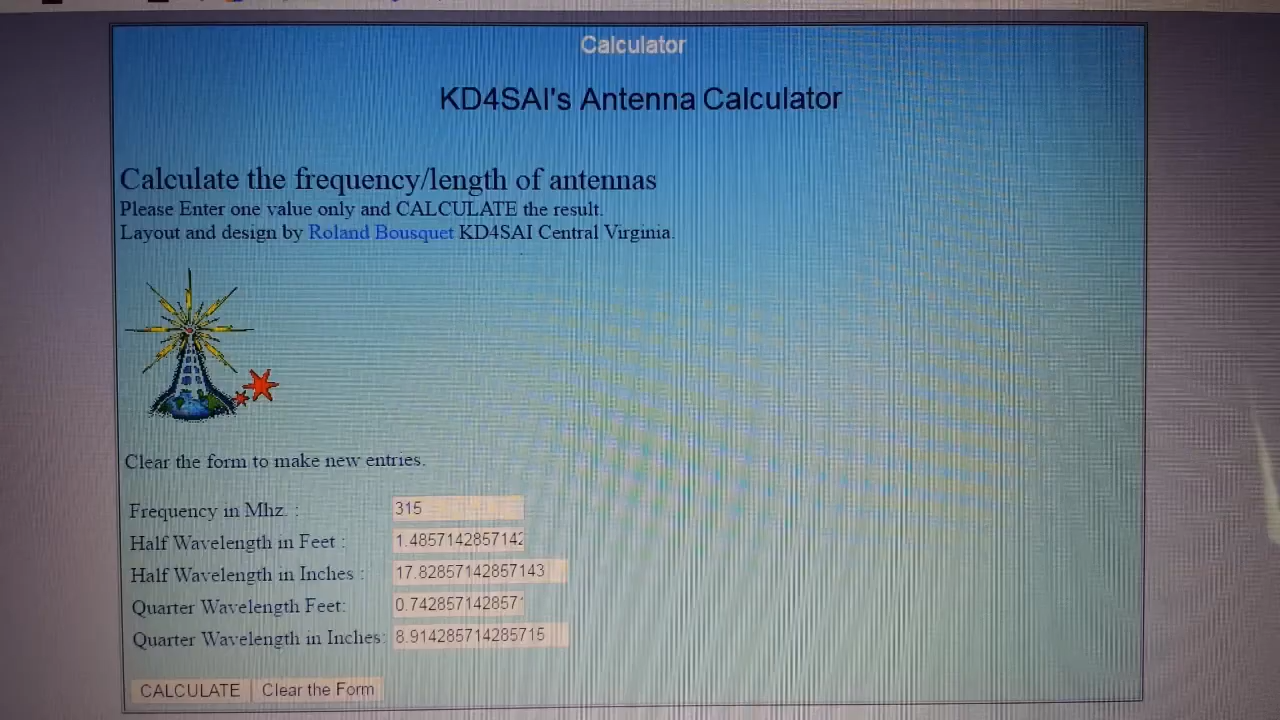 Calculator
KD4SAI's Antenna Calculator
Calculate the frequency/length of antennas
Please Enter one value only and CALCULATE the result.
Layout and design by Roland Bousquet KD4SAI Central Virginia.
Clear the form to make new entries.
Frequency in Mhz. : 315
Half Wavelength in Feet : 1.4857142857142
Half Wavelength in Inches : 17.82857142857143
Quarter Wavelength Feet: 0.742857142857
Quarter Wavelength in Inches: 8.914285714285715
CALCULATE Clear the Form